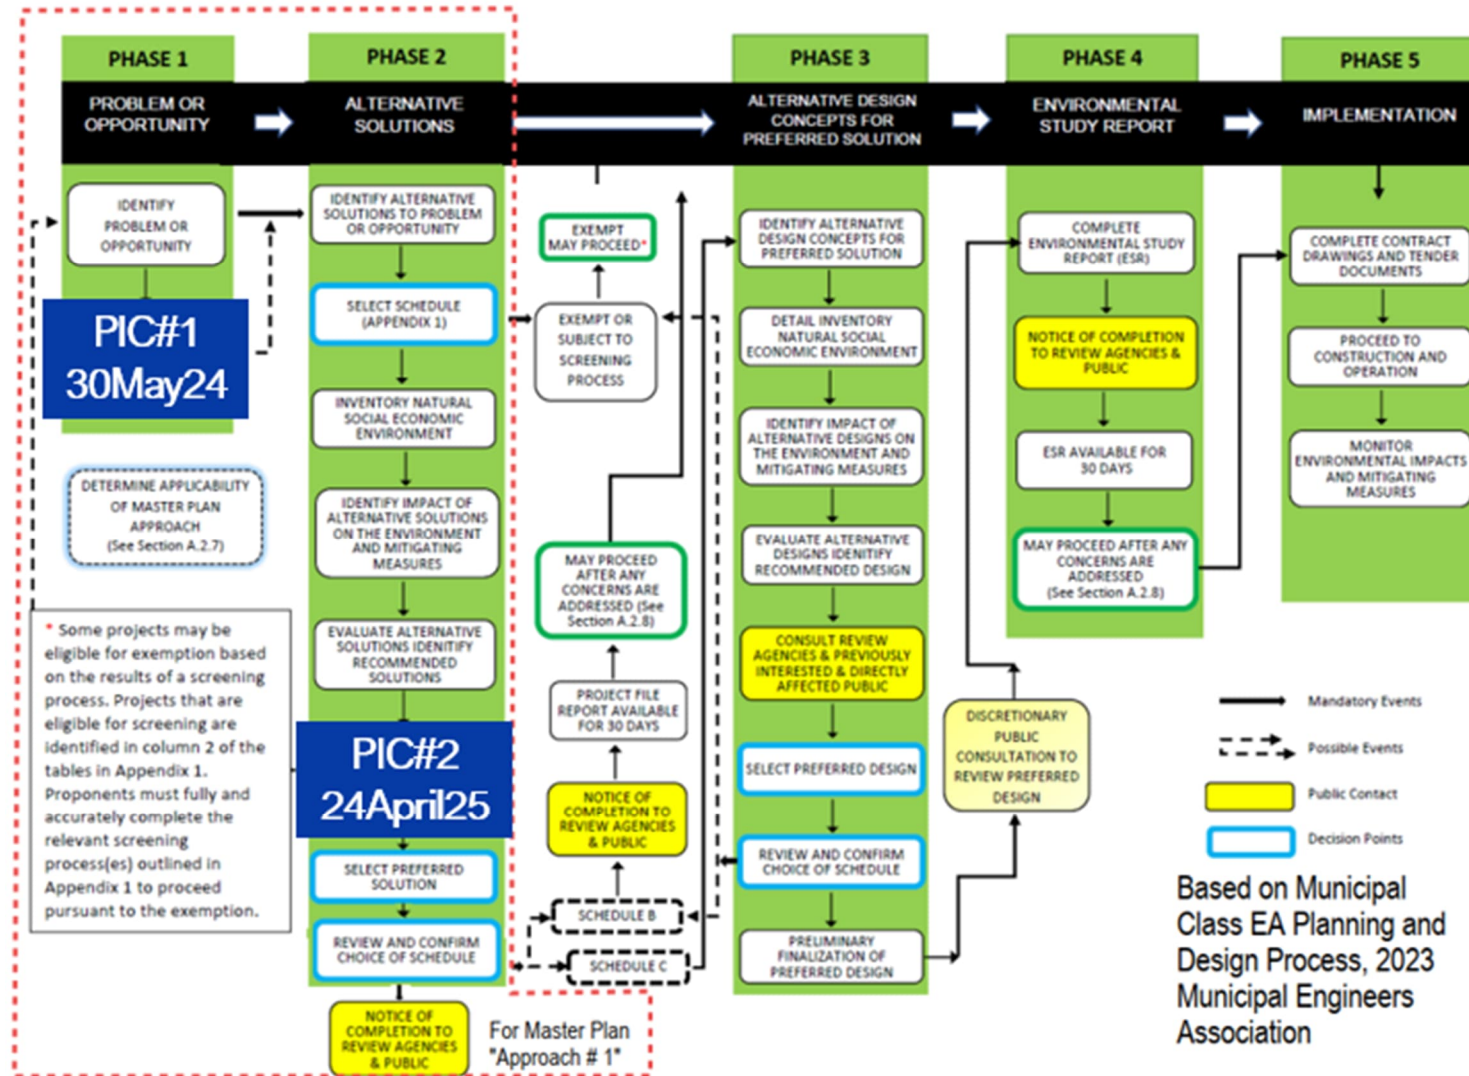 PHASE 1
PROBLEM OR
OPPORTUNITY
IDENTIFY
PROBLEM OR
OPPORTUNITY
PIC#1
30May24
DETERMINE APPLICABILITY
OF MASTER PLAN
APPROACH
(See Section A.2.7)
* Some projects may be
eligible for exemption based
on the results of a screening
process. Projects that are
eligible for screening are
identified in column 2 of the
tables in Appendix 1.
Proponents must fully and
accurately complete the
relevant screening
process(es) outlined in
Appendix 1 to proceed
pursuant to the exemption.
PHASE 2
ALTERNATIVE
SOLUTIONS
IDENTIFY ALTERNATIVE
SOLUTIONS TO PROBLEM
OR OPPORTUNITY
SELECT SCHEDULE
(APPENDIX 1)
INVENTORY NATURAL
SOCIAL ECONOMIC
ENVIRONMENT
IDENTIFY IMPACT OF
ALTERNATIVE SOLUTIONS
ON THE ENVIRONMENT
AND MITIGATING
MEASURES
EVALUATE ALTERNATIVE
SOLUTIONS IDENITIFY
RECOMMENDED
SOLUTIONS
PIC#2
24April25
SELECT PREFERRED
SOLUTION
REVIEW AND CONFIRM
CHOICE OF SCHEDULE
NOTICE OF
COMPLETION TO
REVIEW AGENCIES
& PUBLIC
For Master Plan
"Approach # 1"
EXEMPT
MAY PROCEED*
EXEMPT OR
SUBJECT TO
SCREENING
PROCESS
MAY PROCEED
AFTER ANY
CONCERNS ARE
ADDRESSED (See
Section A.2.8)
PROJECT FILE
REPORT AVAILABLE
FOR 30 DAYS
NOTICE OF
COMPLETION TO
REVIEW AGENCIES
& PUBLIC
SCHEDULE B
SCHEDULE C
PHASE 3
ALTERNATIVE DESIGN
CONCEPTS FOR
PREFERRED SOLUTION
IDENTIFY ALTERNATIVE
DESIGN CONCEPTS FOR
PREFERRED SOLUTION
DETAIL INVENTORY
NATURAL SOCIAL
ECONOMIC ENVIRONMENT
IDENTIFY IMPACT OF
ALTERNATIVE DESIGNS ON
THE ENVIRONMENT AND
MITIGATING MEASURES
EVALUATE ALTERNATIVE
DESIGNS IDENITIFY
RECOMMENDED DESIGN
CONSULT REVIEW
AGENCIES & PREVIOUSLY
INTERESTED & DIRECTLY
AFFECTED PUBLIC
SELECT PREFERRED DESIGN
REVIEW AND CONFIRM
CHOICE OF SCHEDULE
PRELIMINARY
FINALIZATION OF
PREFERRED DESIGN
DISCRETIONARY
PUBLIC
CONSULTATION TO
REVIEW PREFERRED
DESIGN
PHASE 4
ENVIRONMENTAL
STUDY REPORT
COMPLETE
ENVIRONMENTAL STUDY
REPORT (ESR)
NOTICE OF COMPLETION
TO REVIEW AGENCIES &
PUBLIC
ESR AVAILABLE FOR
30 DAYS
MAY PROCEED AFTER ANY
CONCERNS ARE
ADDRESSED
(See Section A.2.8)
PHASE 5
IMPLEMENTATION
COMPLETE CONTRACT
DRAWINGS AND TENDER
DOCUMENTS
PROCEED TO
CONSTRUCTION AND
OPERATION
MONITOR
ENVIRONMENTAL IMPACTS
AND MITIGATING
MEASURES
Mandatory Events
Possible Events
Public Contact
Decision Points
Based on Municipal
Class EA Planning and
Design Process, 2023
Municipal Engineers
Association